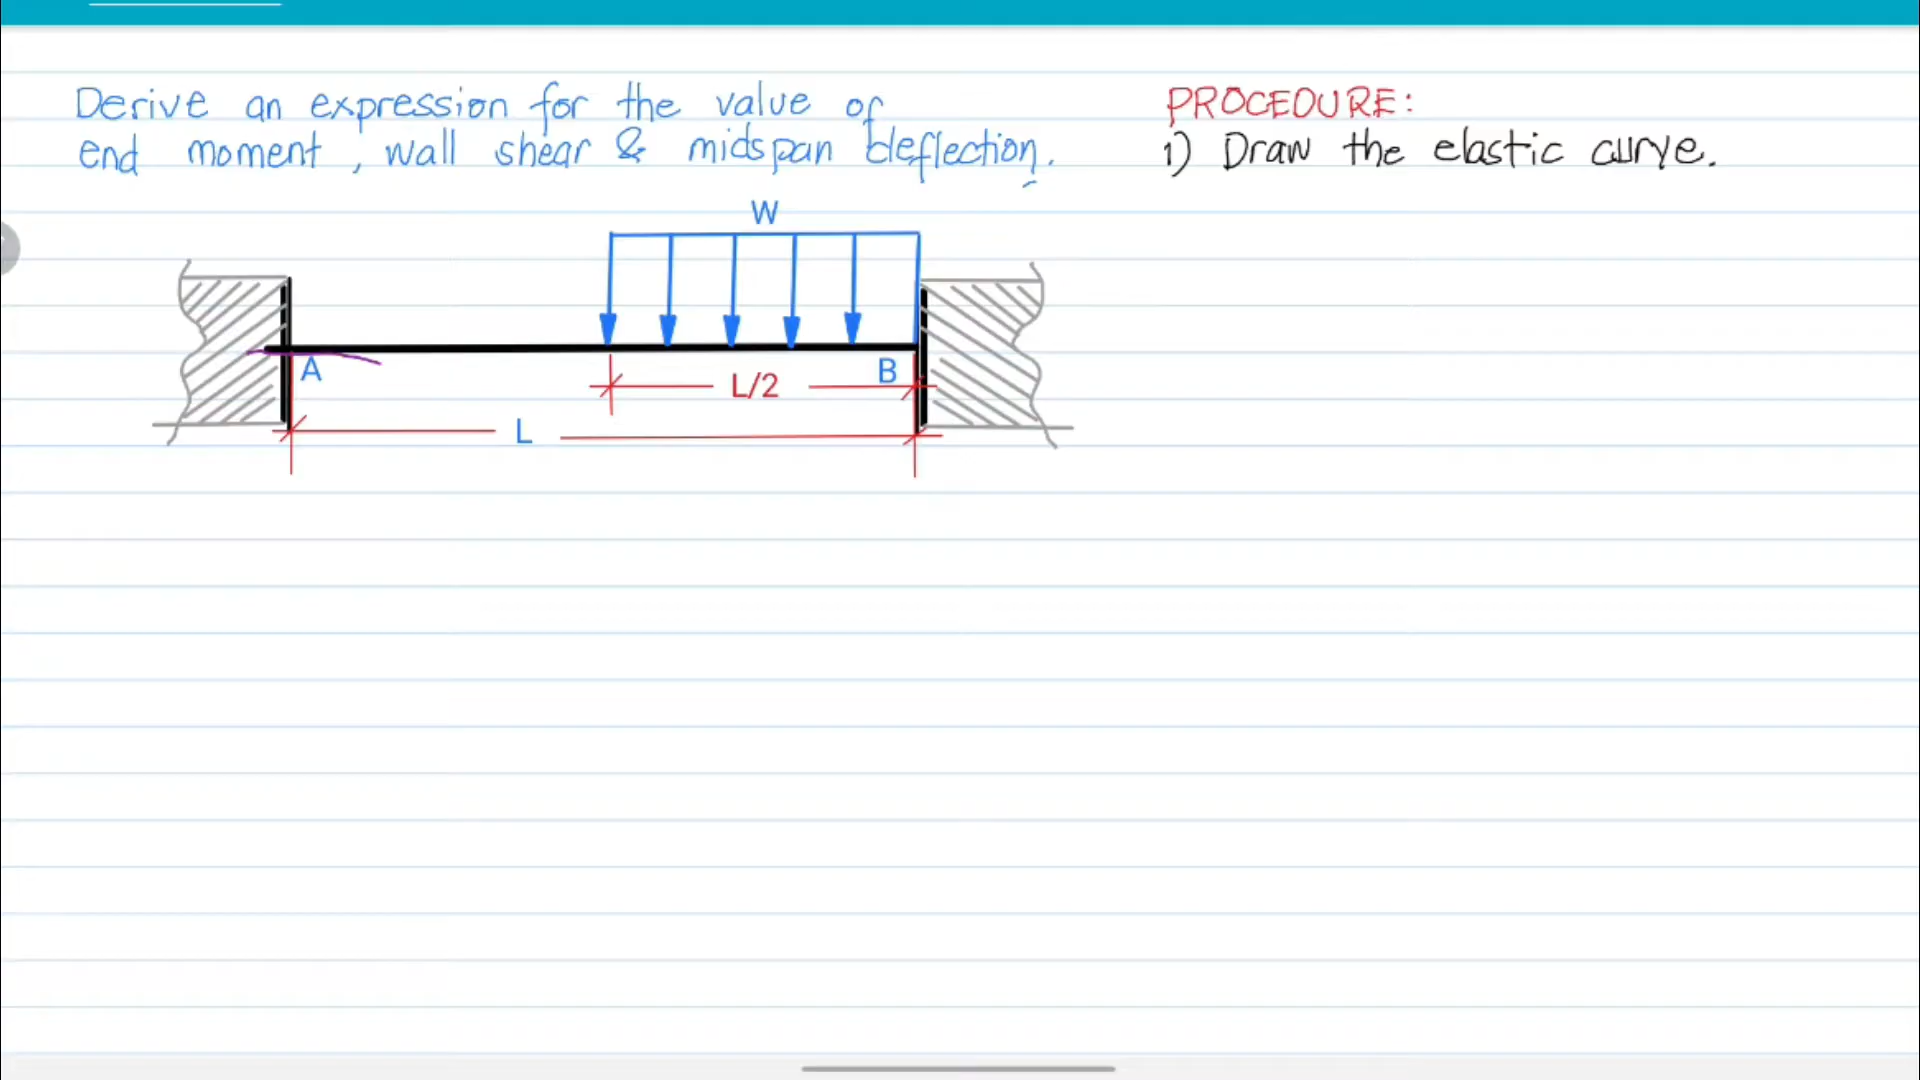 Derive an expression for the value of
end moment, wall shear & midspan deflection.
PROCEDURE:
1) Draw the elastic curve.
W
A
B
L/2
L